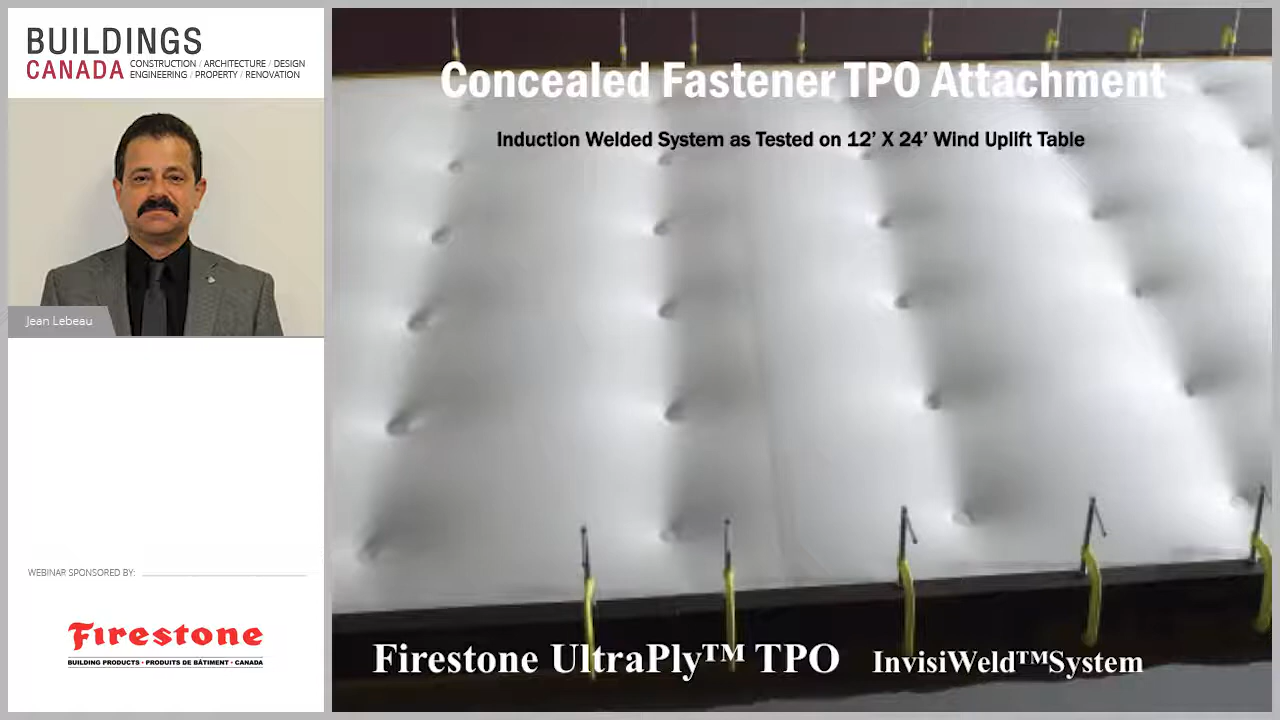 BUILDINGS
CANADA
CONSTRUCTION / ARCHITECTURE / DESIGN
ENGINEERING / PROPERTY / RENOVATION
Jean Lebeau
WEBINAR SPONSORED BY:
Firestone
BUILDING PRODUCTS • PRODUITS DE BÂTIMENT • CANADA
Concealed Fastener TPO Attachment
Induction Welded System as Tested on 12’ X 24’ Wind Uplift Table
Firestone UltraPly™ TPO InvisiWeld™System